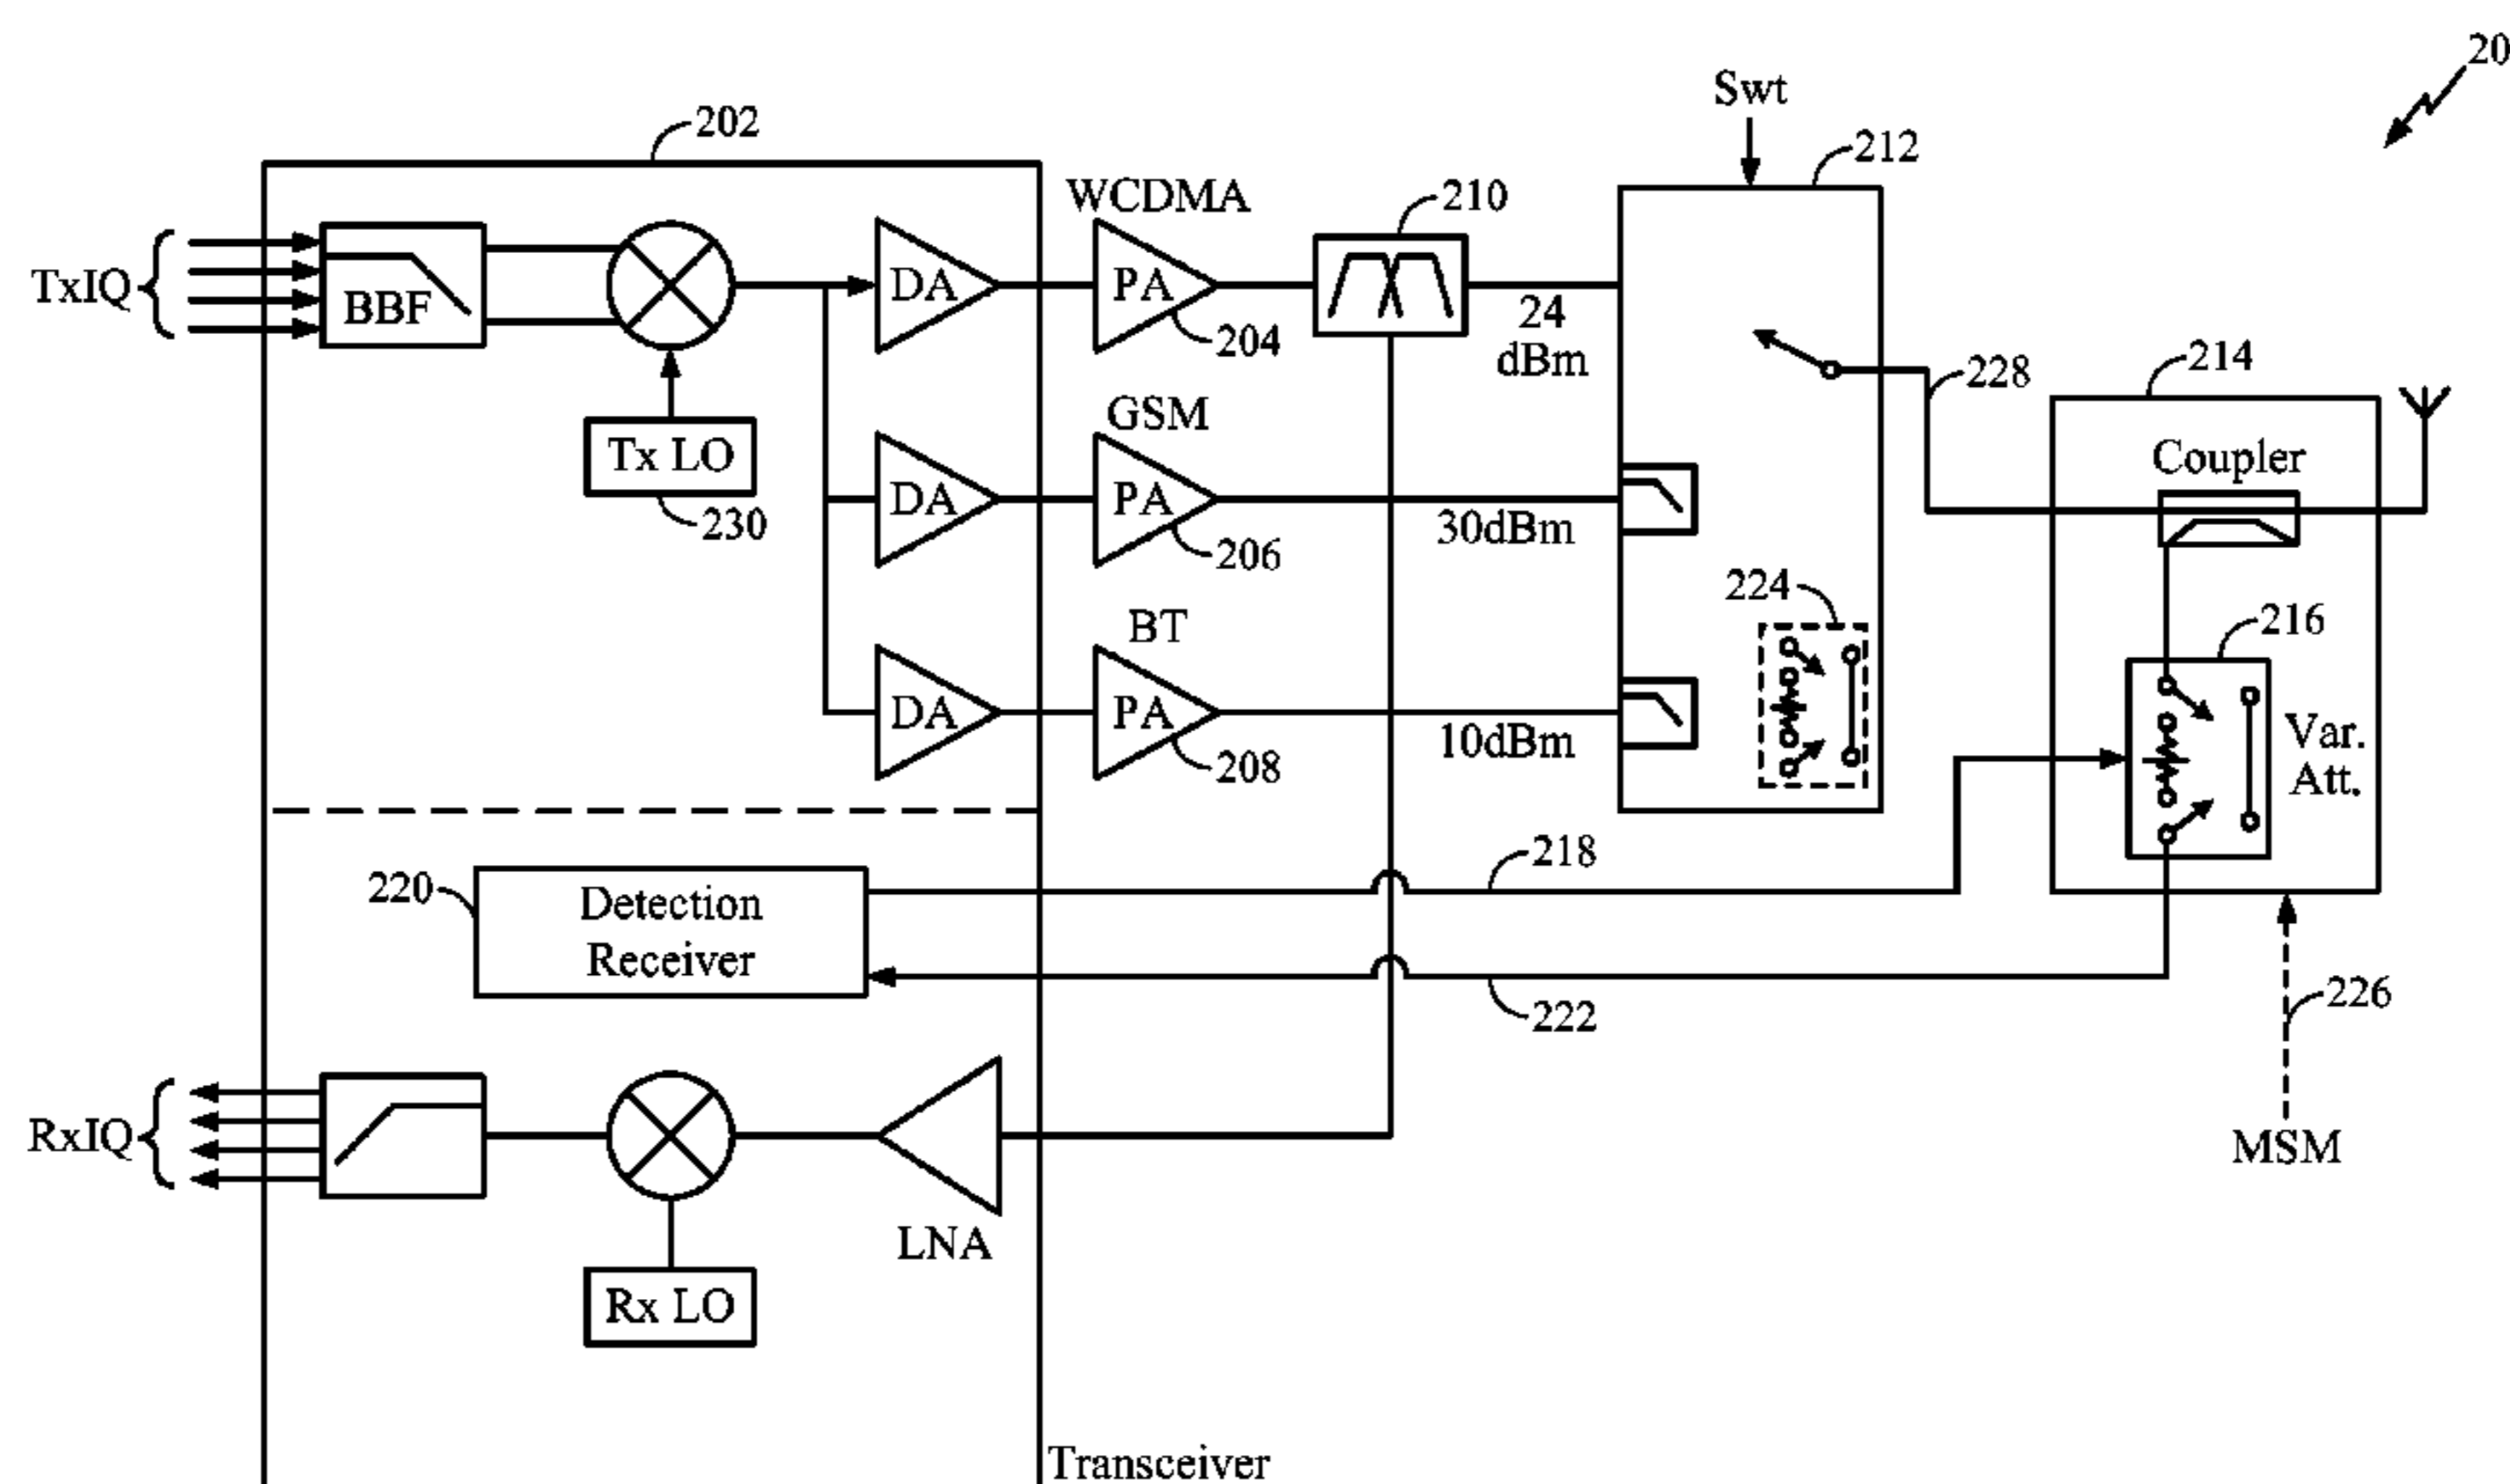 20
Swt
202
212
WCDMA
210
TxIQ
BBF
DA
PA
204
24
dBm
228
214
GSM
Tx LO
230
DA
PA
206
30dBm
Coupler
224
216
BT
DA
PA
208
10dBm
Var.
Att.
218
220
Detection
Receiver
222
226
RxIQ
MSM
LNA
Rx LO
Transceiver